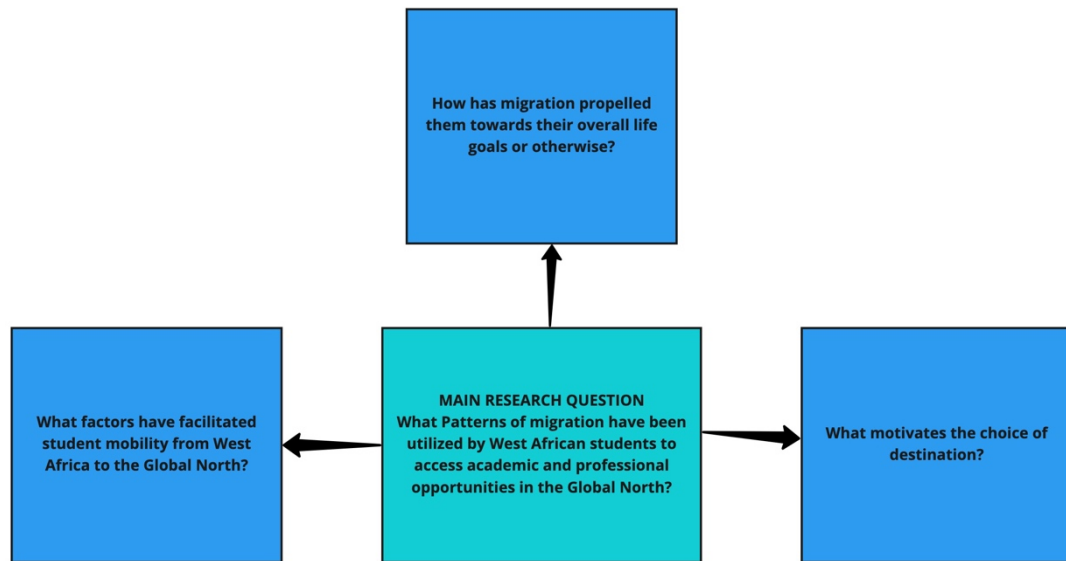 How has migration propelled
them towards their overall life
goals or otherwise?
What factors have facilitated
student mobility from West
Africa to the Global North?
MAIN RESEARCH QUESTION
What Patterns of migration have been
utilized by West African students to
access academic and professional
opportunities in the Global North?
What motivates the choice of
destination?